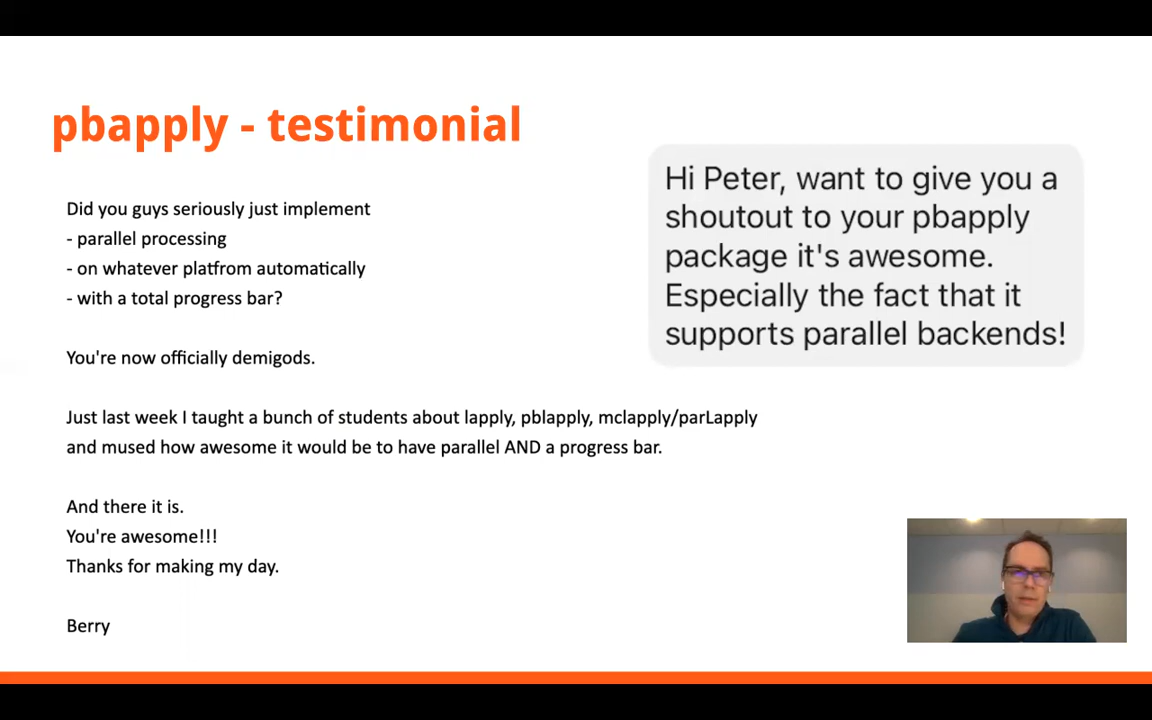 pbapply - testimonial
Did you guys seriously just implement
- parallel processing
- on whatever platfrom automatically
- with a total progress bar?
You're now officially demigods.
Just last week I taught a bunch of students about lapply, pblapply, mclapply/parLapply
and mused how awesome it would be to have parallel AND a progress bar.
And there it is.
You're awesome!!!
Thanks for making my day.
Berry
Hi Peter, want to give you a
shoutout to your pbapply
package it's awesome.
Especially the fact that it
supports parallel backends!